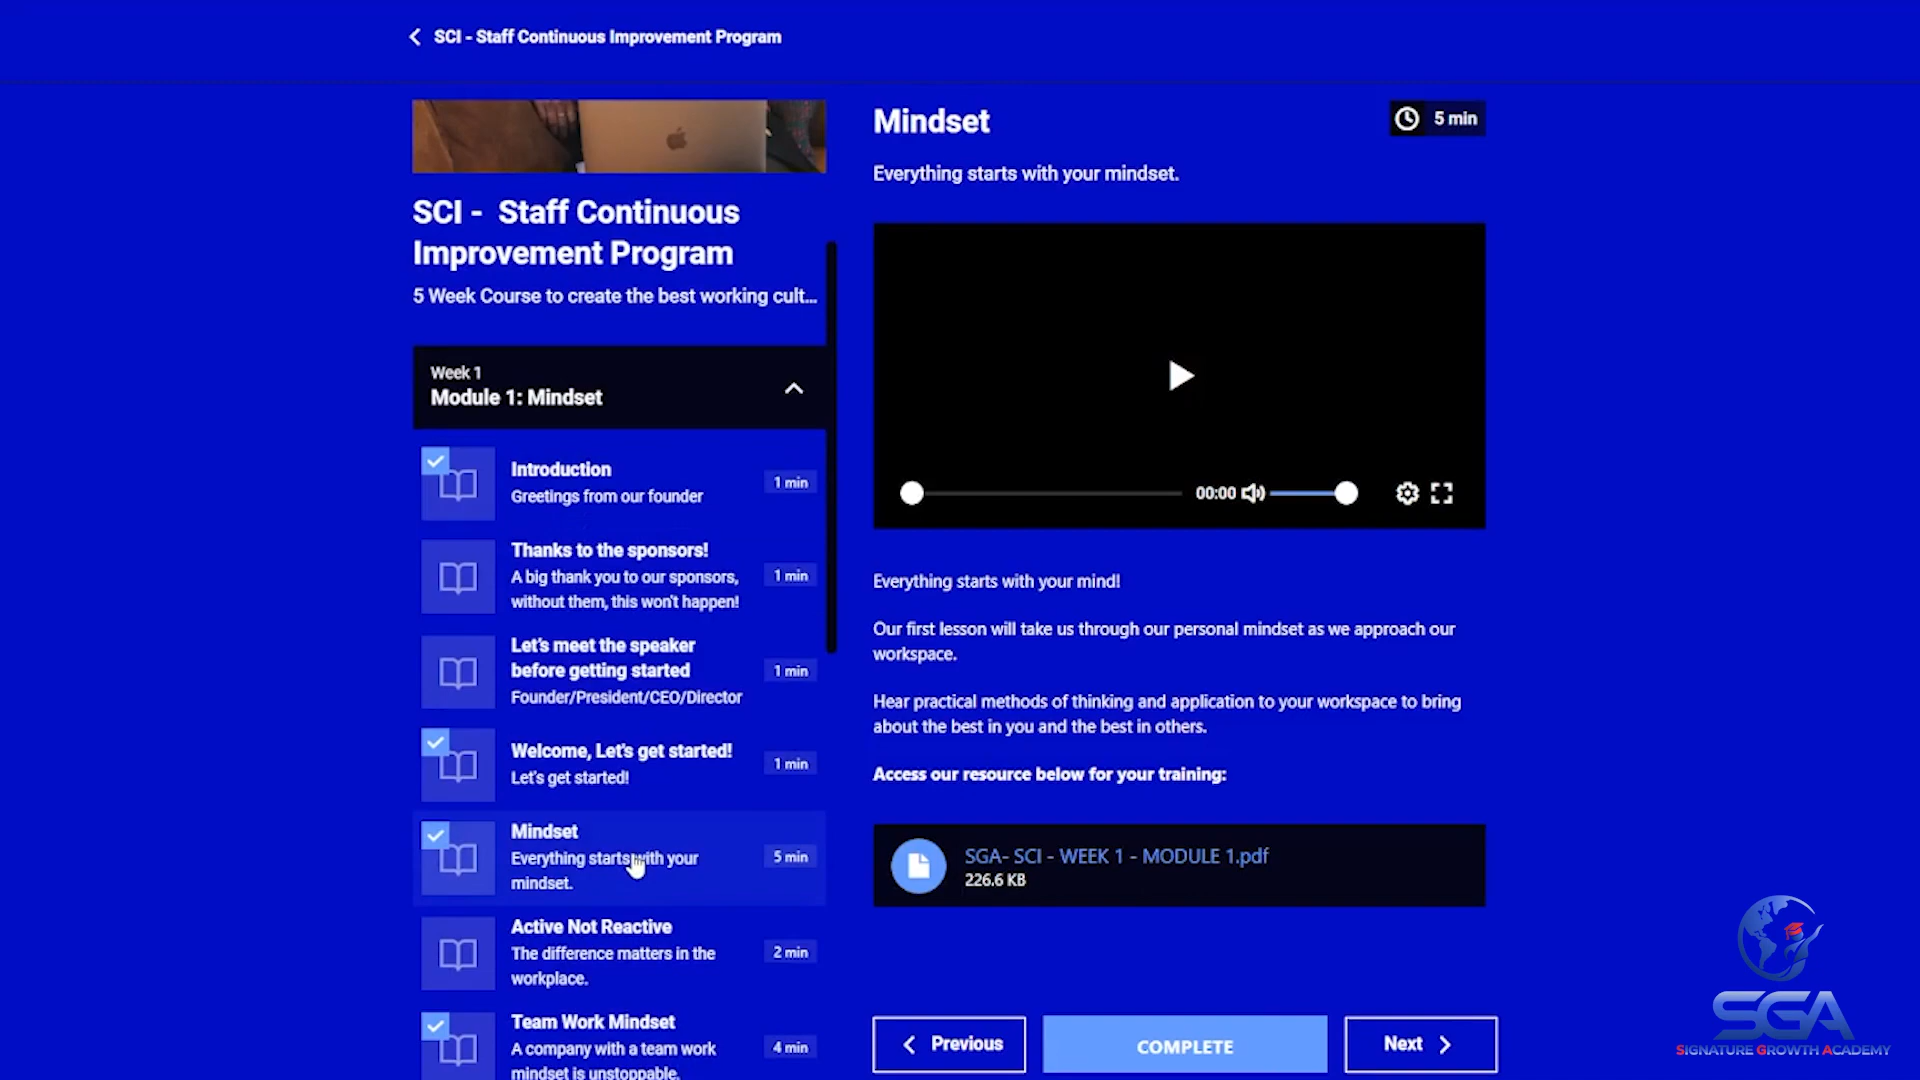 SCI - Staff Continuous Improvement Program
SCI - Staff Continuous
Improvement Program
5 Week Course to create the best working cult...
Week 1
Module 1: Mindset
Introduction
Greetings from our founder
1 min
Thanks to the sponsors!
A big thank you to our sponsors,
without them, this won't happen!
1 min
Let's meet the speaker
before getting started
Founder/President/CEO/Director
1 min
Welcome, Let's get started!
Let's get started!
1 min
Mindset
Everything starts with your
mindset.
5 min
Active Not Reactive
The difference matters in the
workplace.
2 min
Team Work Mindset
A company with a team work
mindset is unstoppable.
4 min
Mindset
5 min
Everything starts with your mindset.
00:00
Everything starts with your mind!
Our first lesson will take us through our personal mindset as we approach our
workspace.
Hear practical methods of thinking and application to your workspace to bring
about the best in you and the best in others.
Access our resource below for your training:
SGA- SCI - WEEK 1 - MODULE 1.pdf
226.6 KB
Previous
COMPLETE
Next
SGA
SIGNATURE GROWTH ACADEMY